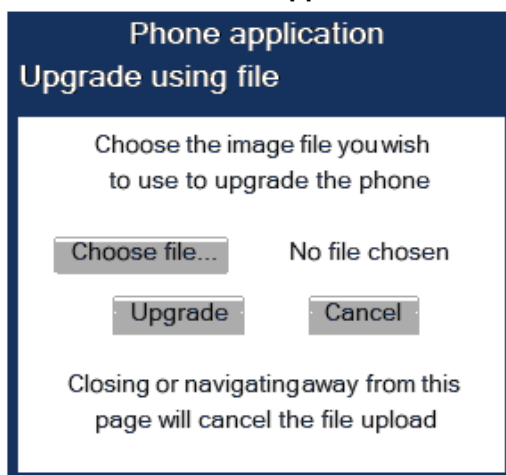 Phone application
Upgrade using file
Choose the image file you wish
to use to upgrade the phone
Choose file... No file chosen
Upgrade Cancel
Closing or navigating away from this
page will cancel the file upload